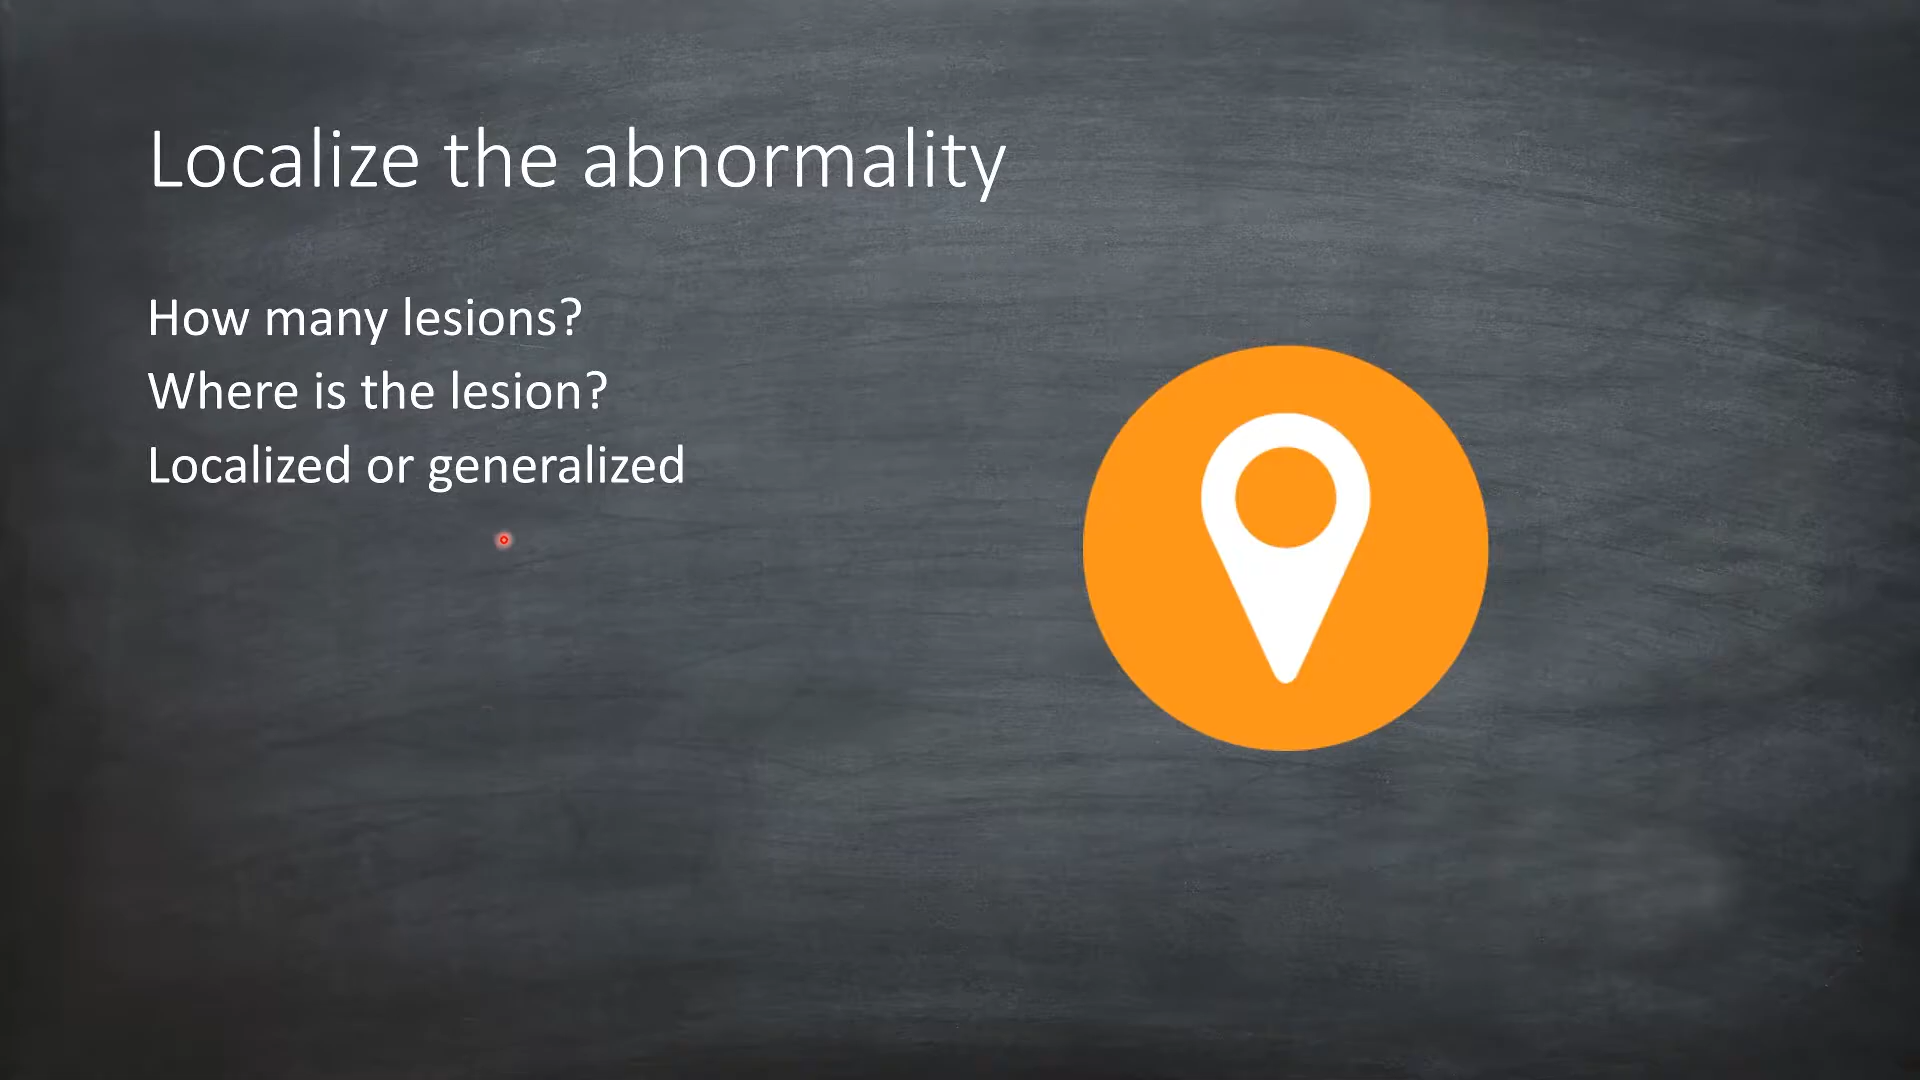 Localize the abnormality
How many lesions?
Where is the lesion?
Localized or generalized